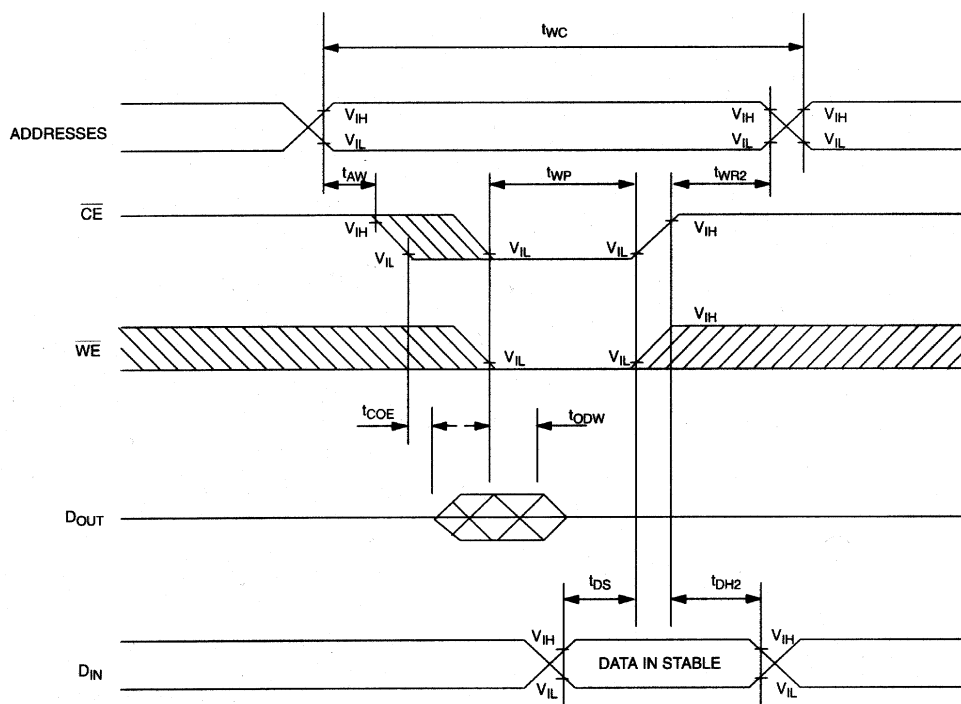 tWC
ADDRESSES
VIH VIH VIH
VIL VIL VIL
tAW tWP tWR2
CE
VIH VIH
VIL VIL VIL
VIH
WE
VIL VIL
tCOE tODW
DOUT
tDS tDH2
VIH VIH
DIN DATA IN STABLE
VIL VIL